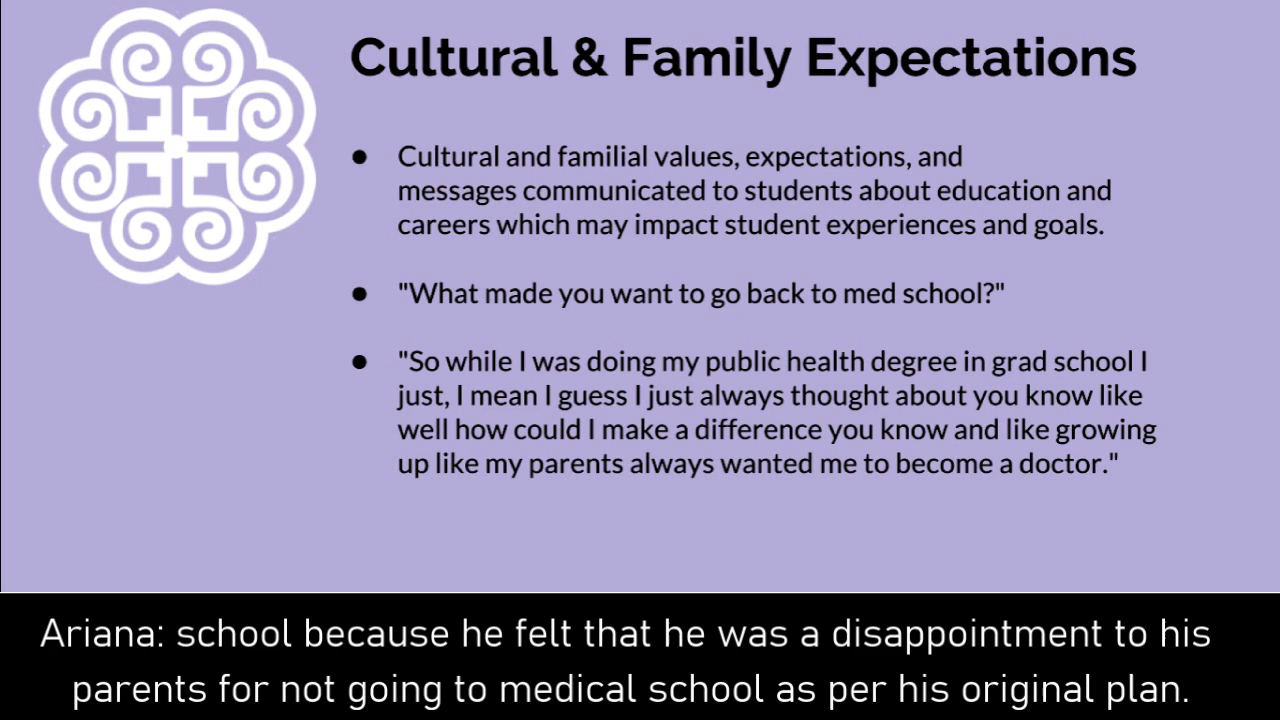 Cultural & Family Expectations
● Cultural and familial values, expectations, and
messages communicated to students about education and
careers which may impact student experiences and goals.
● "What made you want to go back to med school?"
● "So while I was doing my public health degree in grad school I
just, I mean I guess I just always thought about you know like
well how could I make a difference you know and like growing
up like my parents always wanted me to become a doctor."
Ariana: school because he felt that he was a disappointment to his
parents for not going to medical school as per his original plan.